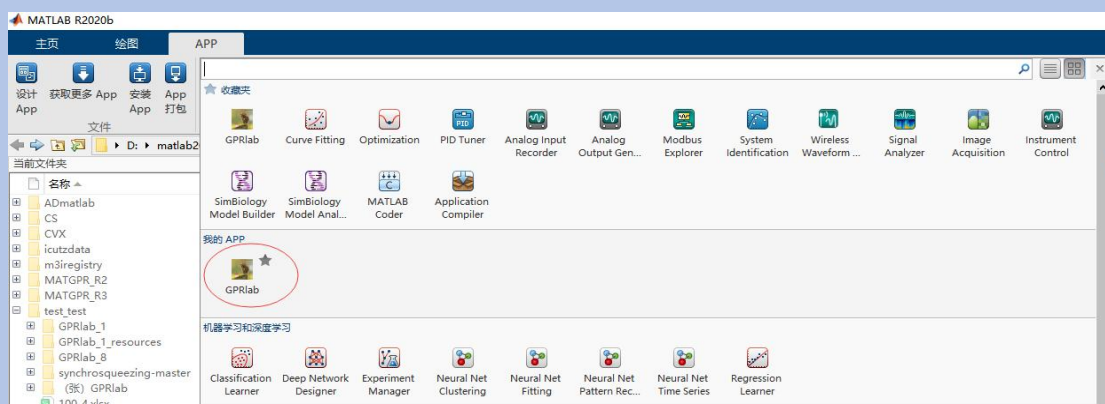 MATLAB R2020b
主页 绘图 APP
设计 App
获取更多 App
安装 App
App 打包
文件
D: ▸ matlab2
当前文件夹
名称
ADmatlab
CS
CVX
icutzdata
m3iregistry
MATGPR_R2
MATGPR_R3
test_test
GPRlab_1
GPRlab_1_resources
GPRlab_8
synchrosqueezing-master
（张）GPRlab
100-4.xlsx
收藏夹
GPRlab
Curve Fitting
Optimization
PID
PID Tuner
Analog Input Recorder
Analog Output Gen...
Modbus Explorer
System Identification
Wireless Waveform ...
Signal Analyzer
Image Acquisition
Instrument Control
SimBiology Model Builder
SimBiology Model Anal...
C
MATLAB Coder
Application Compiler
我的 APP
GPRlab
机器学习和深度学习
Classification Learner
Deep Network Designer
Experiment Manager
Neural Net Clustering
Neural Net Fitting
Neural Net Pattern Rec...
Neural Net Time Series
Regression Learner